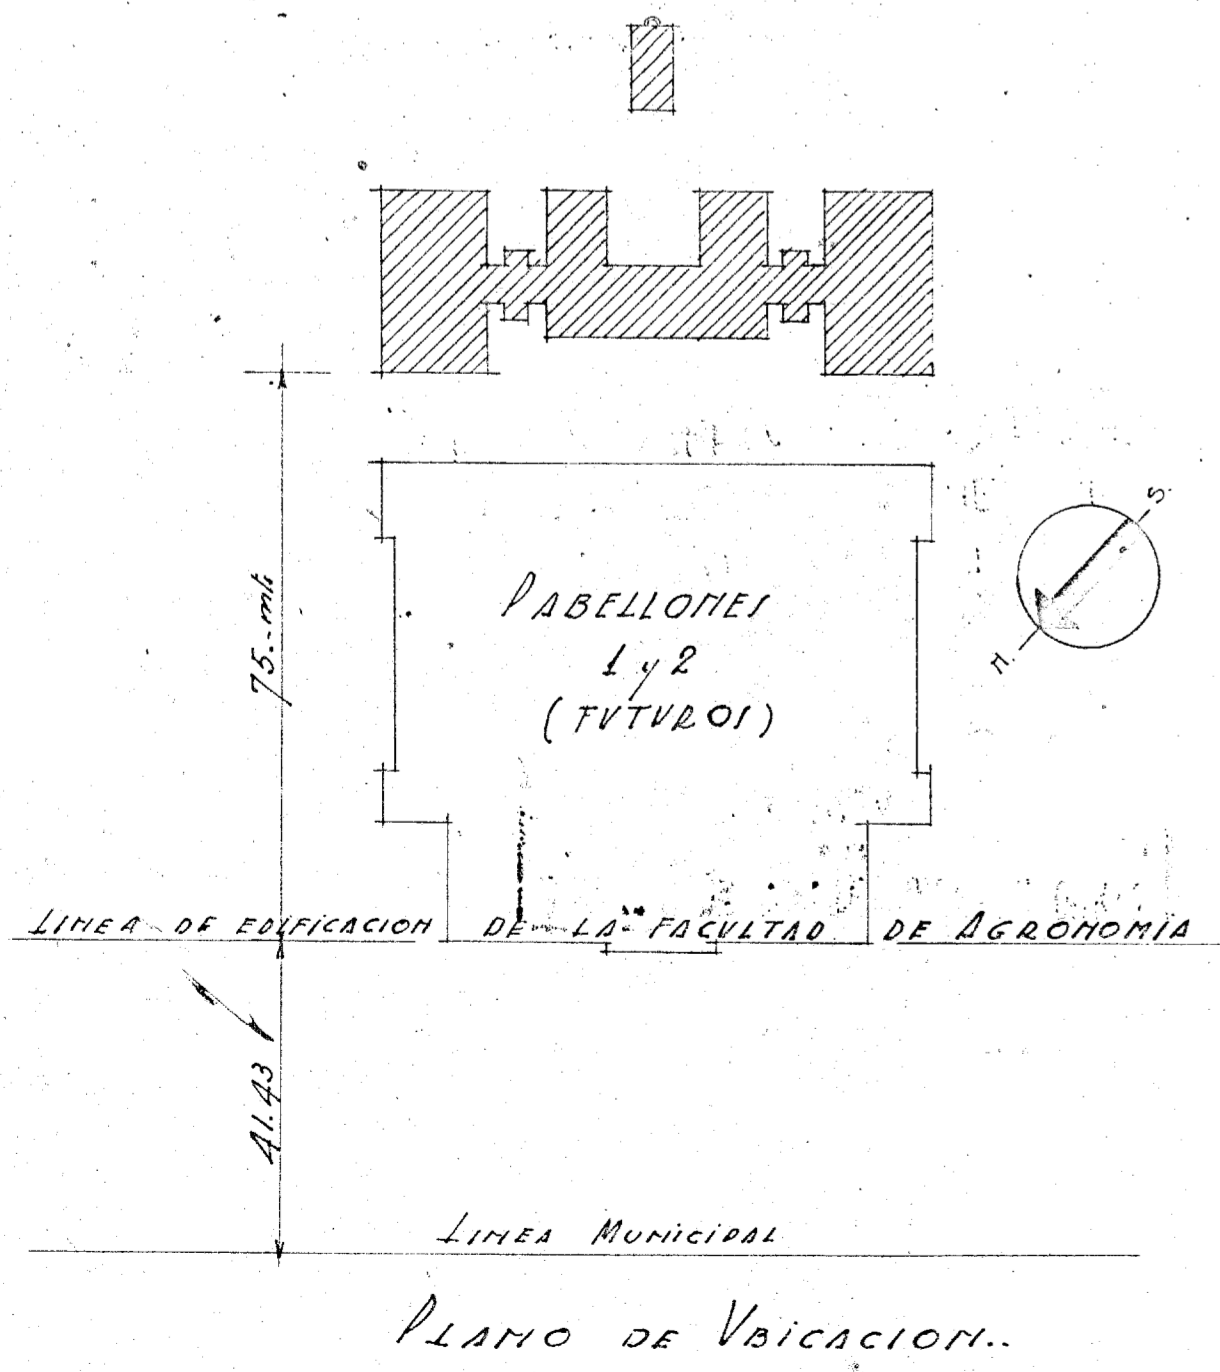 S.
PABELLONES
1 y 2
(FUTUROS)
N.
75.-mts
LINEA DE EDIFICACION DE LA FACULTAD DE AGRONOMIA
41.43
LINEA MUNICIPAL
PLANO DE UBICACION..